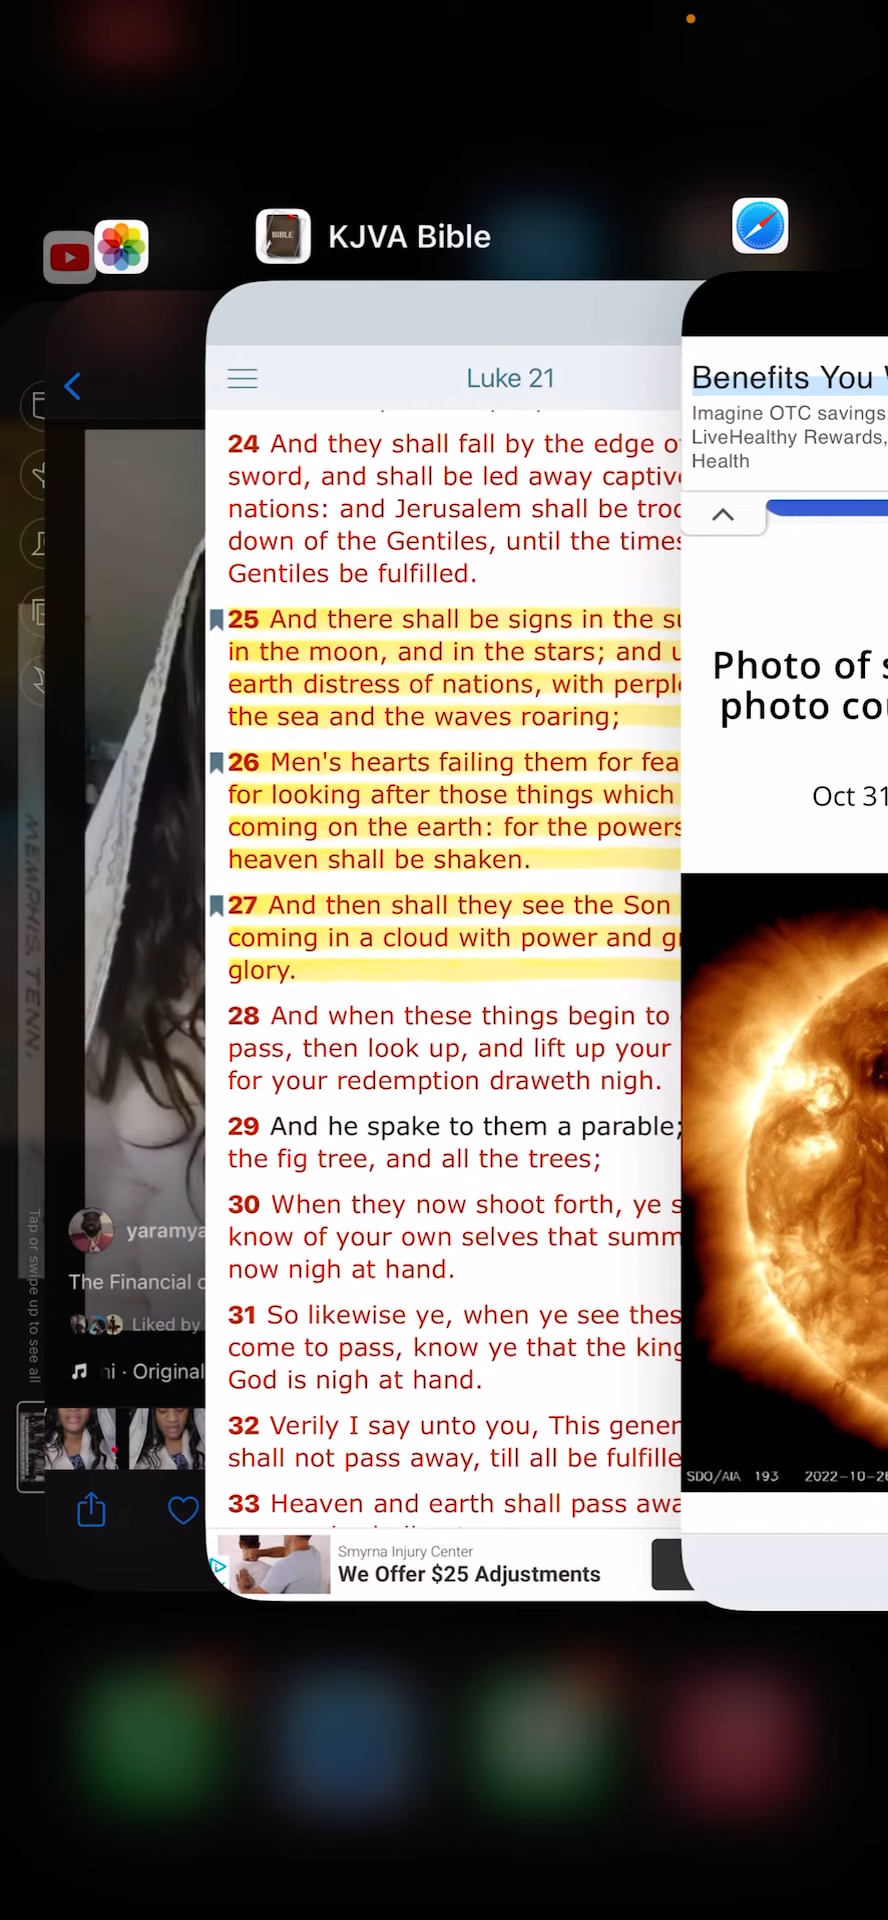 KJVA Bible
Luke 21
24 And they shall fall by the edge o
sword, and shall be led away captiv
nations: and Jerusalem shall be troc
down of the Gentiles, until the times
Gentiles be fulfilled.
25 And there shall be signs in the su
in the moon, and in the stars; and u
earth distress of nations, with perple
the sea and the waves roaring;
26 Men's hearts failing them for fea
for looking after those things which
coming on the earth: for the powers
heaven shall be shaken.
27 And then shall they see the Son
coming in a cloud with power and gr
glory.
28 And when these things begin to
pass, then look up, and lift up your
for your redemption draweth nigh.
29 And he spake to them a parable;
the fig tree, and all the trees;
30 When they now shoot forth, ye s
know of your own selves that summ
now nigh at hand.
31 So likewise ye, when ye see thes
come to pass, know ye that the king
God is nigh at hand.
32 Verily I say unto you, This gener
shall not pass away, till all be fulfille
33 Heaven and earth shall pass awa
Smyrna Injury Center
We Offer $25 Adjustments
Benefits You
Imagine OTC savings,
LiveHealthy Rewards,
Health
Photo of s
photo cou
Oct 31
SDO/AIA 193 2022-10-26
BIBLE
MEMPHIS, TENN.
Tap or swipe up to see all
yaramya
The Financial
Liked by
ni · Original